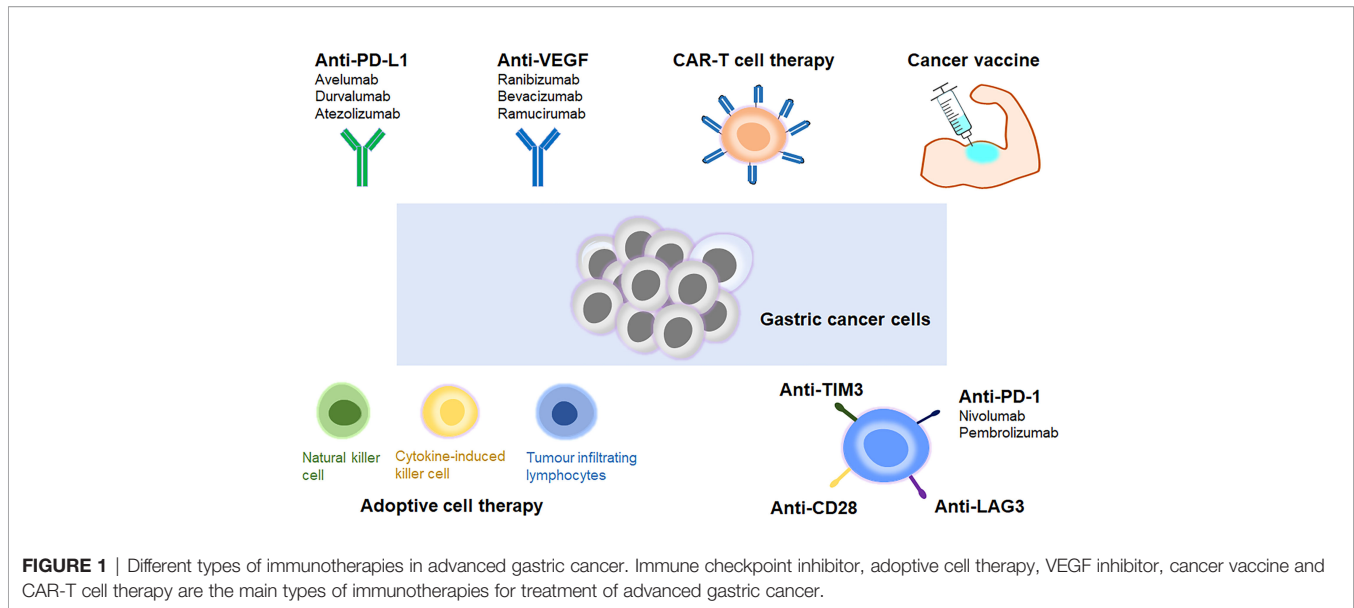 Anti-PD-L1
Avelumab
Durvalumab
Atezolizumab
Anti-VEGF
Ranibizumab
Bevacizumab
Ramucirumab
CAR-T cell therapy
Cancer vaccine
Gastric cancer cells
Natural killer
cell
Cytokine-induced
killer cell
Tumour infiltrating
lymphocytes
Adoptive cell therapy
Anti-TIM3
Anti-PD-1
Nivolumab
Pembrolizumab
Anti-CD28
Anti-LAG3
FIGURE 1 | Different types of immunotherapies in advanced gastric cancer. Immune checkpoint inhibitor, adoptive cell therapy, VEGF inhibitor, cancer vaccine and
CAR-T cell therapy are the main types of immunotherapies for treatment of advanced gastric cancer.